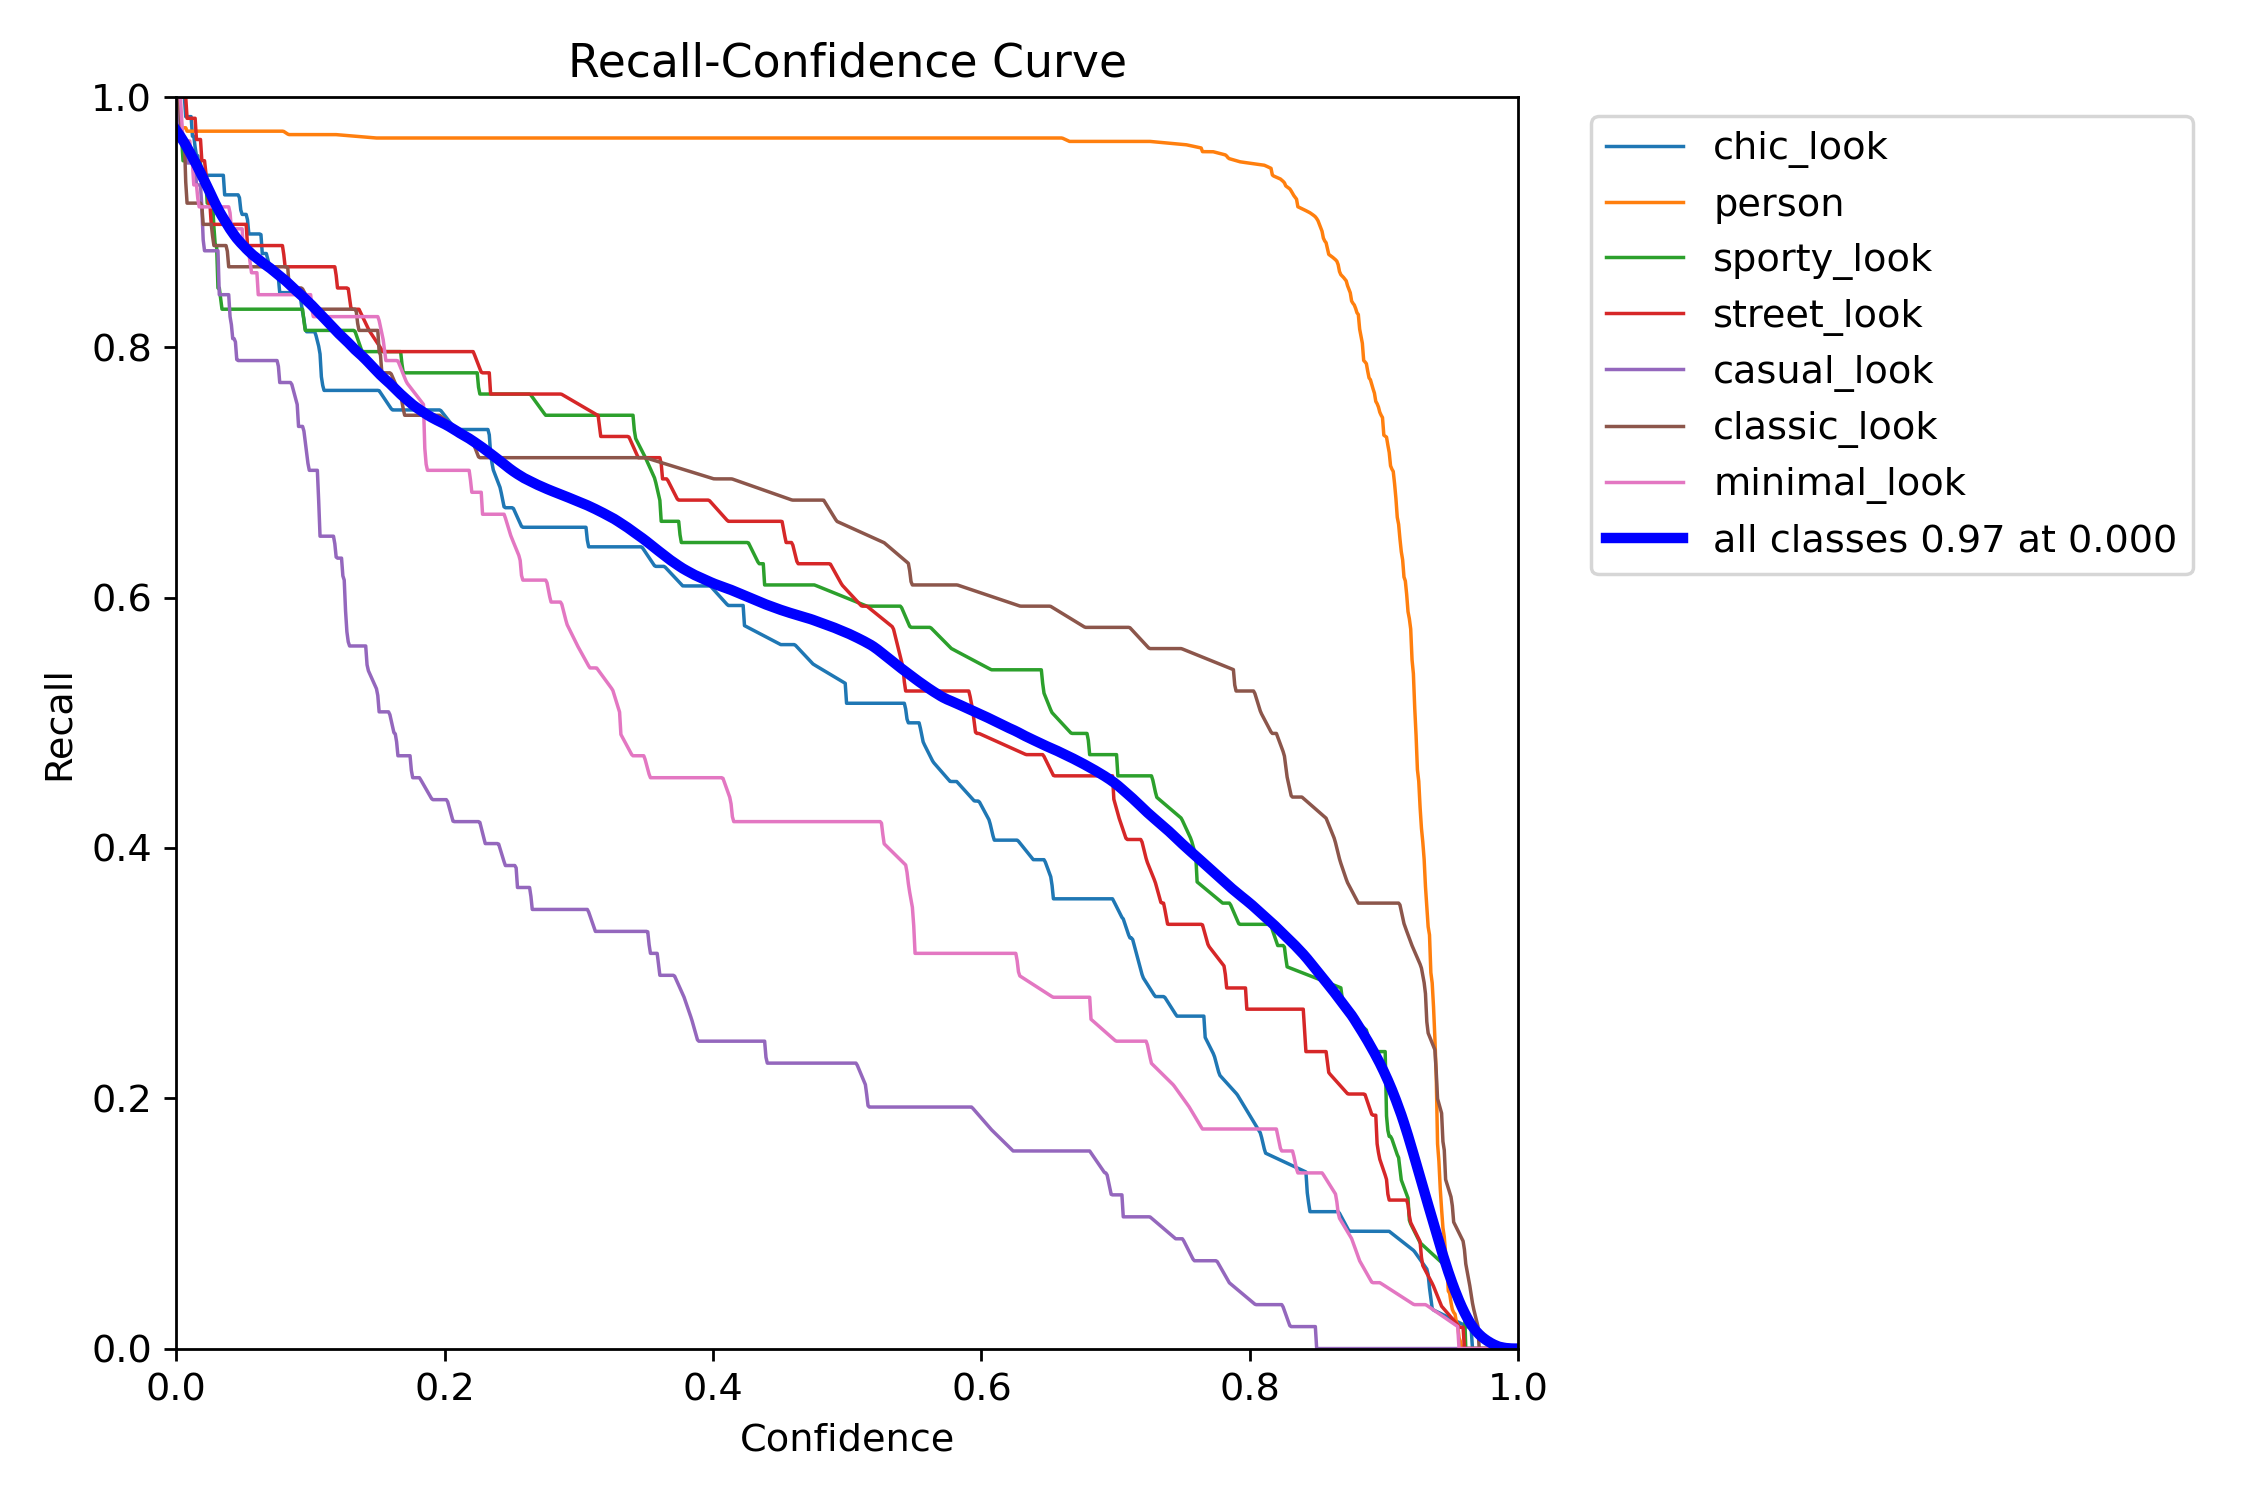 Recall-Confidence Curve
1.0
0.8
0.6
0.4
0.2
0.0
Recall
0.0 0.2 0.4 0.6 0.8 1.0
Confidence
chic_look
person
sporty_look
street_look
casual_look
classic_look
minimal_look
all classes 0.97 at 0.000